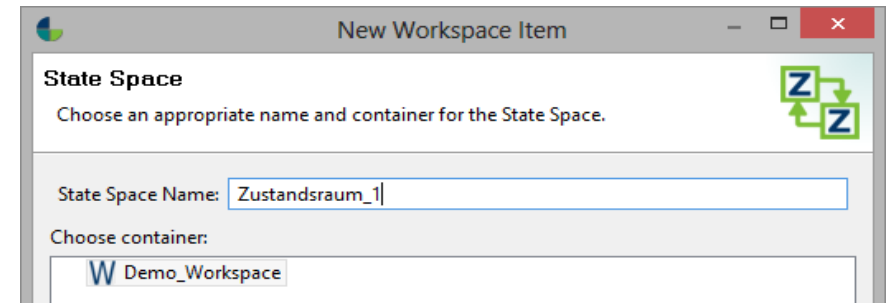 New Workspace Item
State Space
Choose an appropriate name and container for the State Space.
Z
Z
State Space Name: Zustandsraum_1
Choose container:
W Demo_Workspace